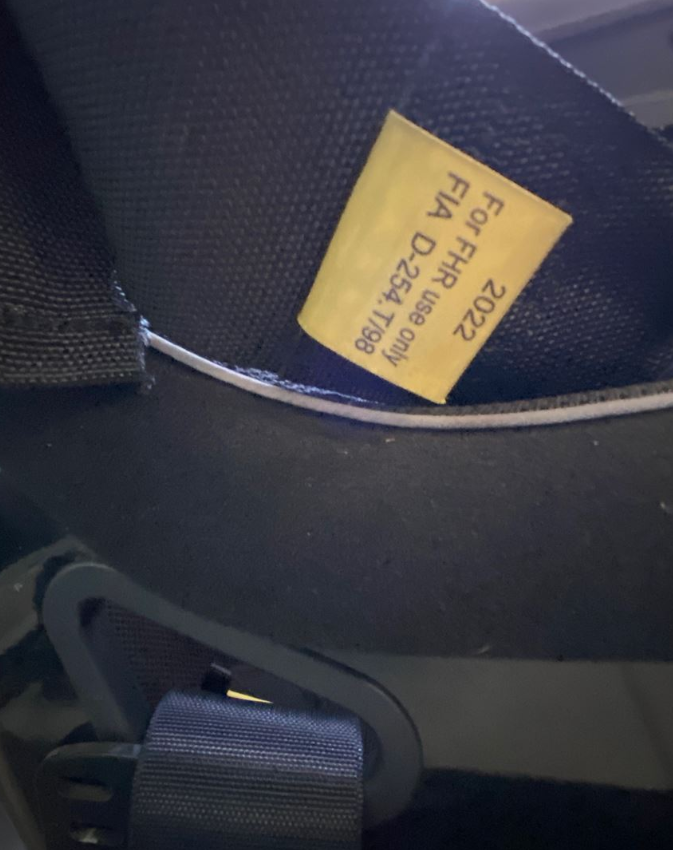 2022
For FHR use only
FIA D-254.T/98